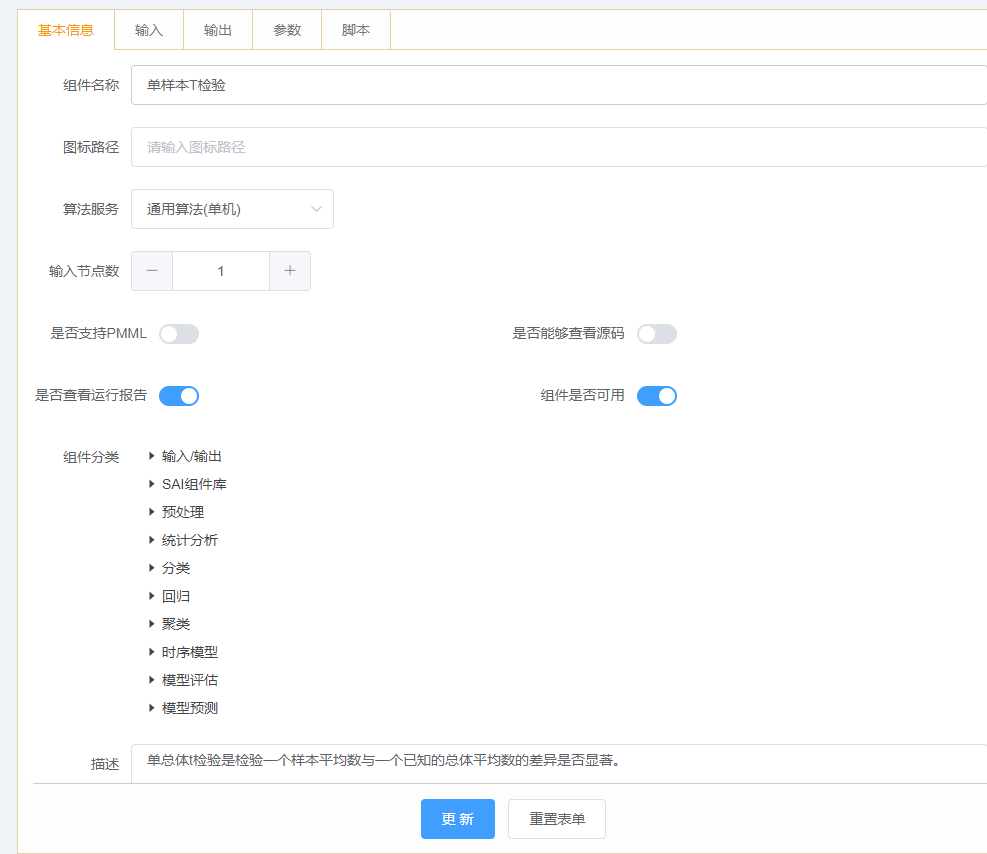 基本信息 输入 输出 参数 脚本
组件名称 单样本T检验
图标路径 请输入图标路径
算法服务 通用算法(单机)
输入节点数 1
是否支持PMML 是否能够查看源码
是否查看运行报告 组件是否可用
组件分类 输入/输出
SAI组件库
预处理
统计分析
分类
回归
聚类
时序模型
模型评估
模型预测
描述 单总体t检验是检验一个样本平均数与一个已知的总体平均数的差异是否显著。
更新 重置表单